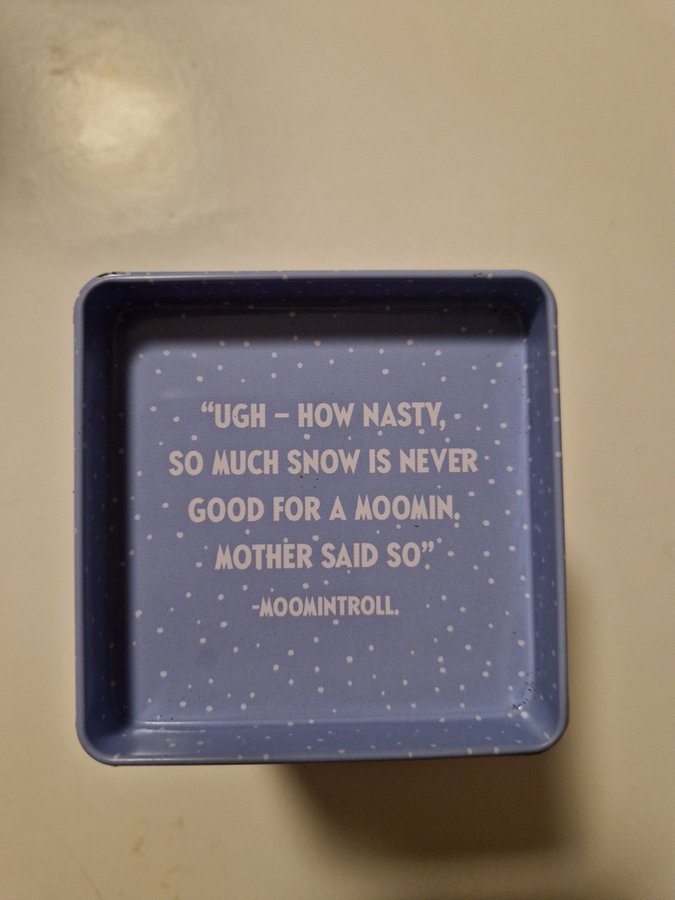 “UGH – HOW NASTY,
SO MUCH SNOW IS NEVER
GOOD FOR A MOOMIN.
MOTHER SAID SO”
-MOOMINTROLL.